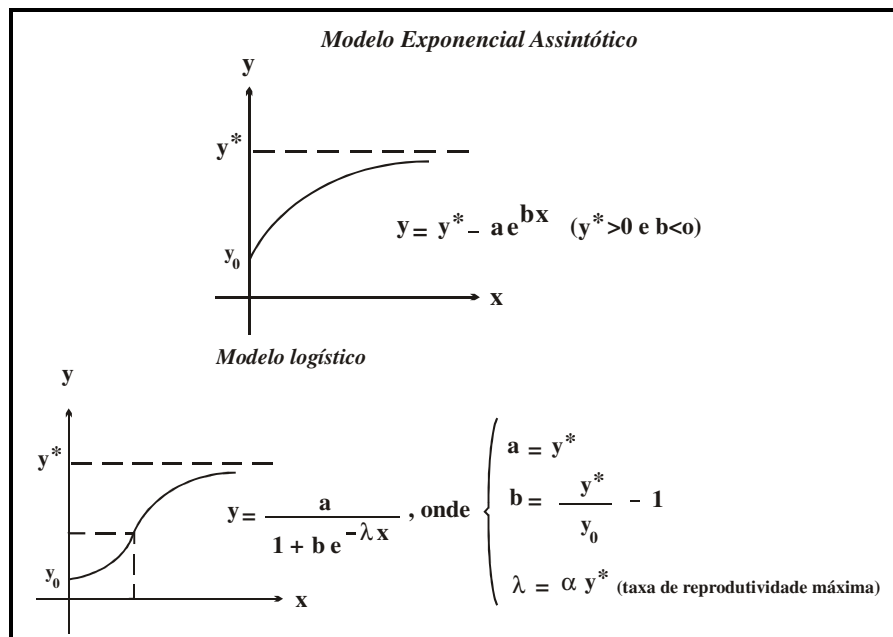 Modelo Exponencial Assintótico
y
y*
y₀
y = y* - a e^bx (y*>0 e b<o)
x
Modelo logístico
y
y*
y₀
x
y = a / 1 + b e^-λx , onde
a = y*
b = y* / y₀ - 1
λ = α y* (taxa de reprodutividade máxima)